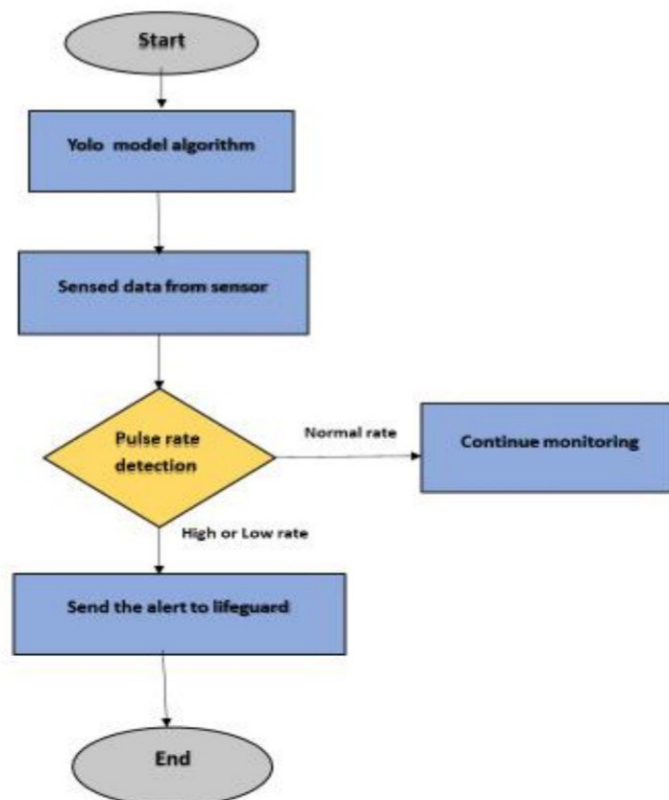 Start
Yolo model algorithm
Sensed data from sensor
Pulse rate
detection
Normal rate
Continue monitoring
High or Low rate
Send the alert to lifeguard
End